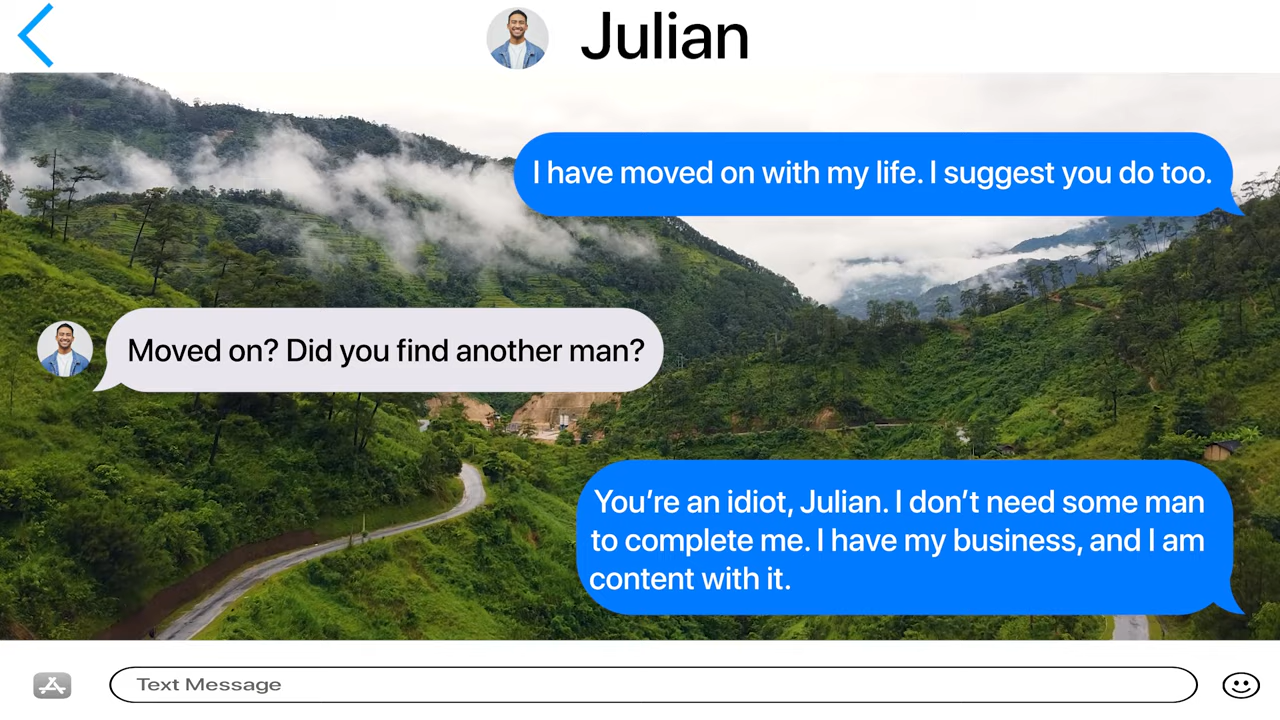 Julian
I have moved on with my life. I suggest you do too.
Moved on? Did you find another man?
You’re an idiot, Julian. I don’t need some man
to complete me. I have my business, and I am
content with it.
Text Message